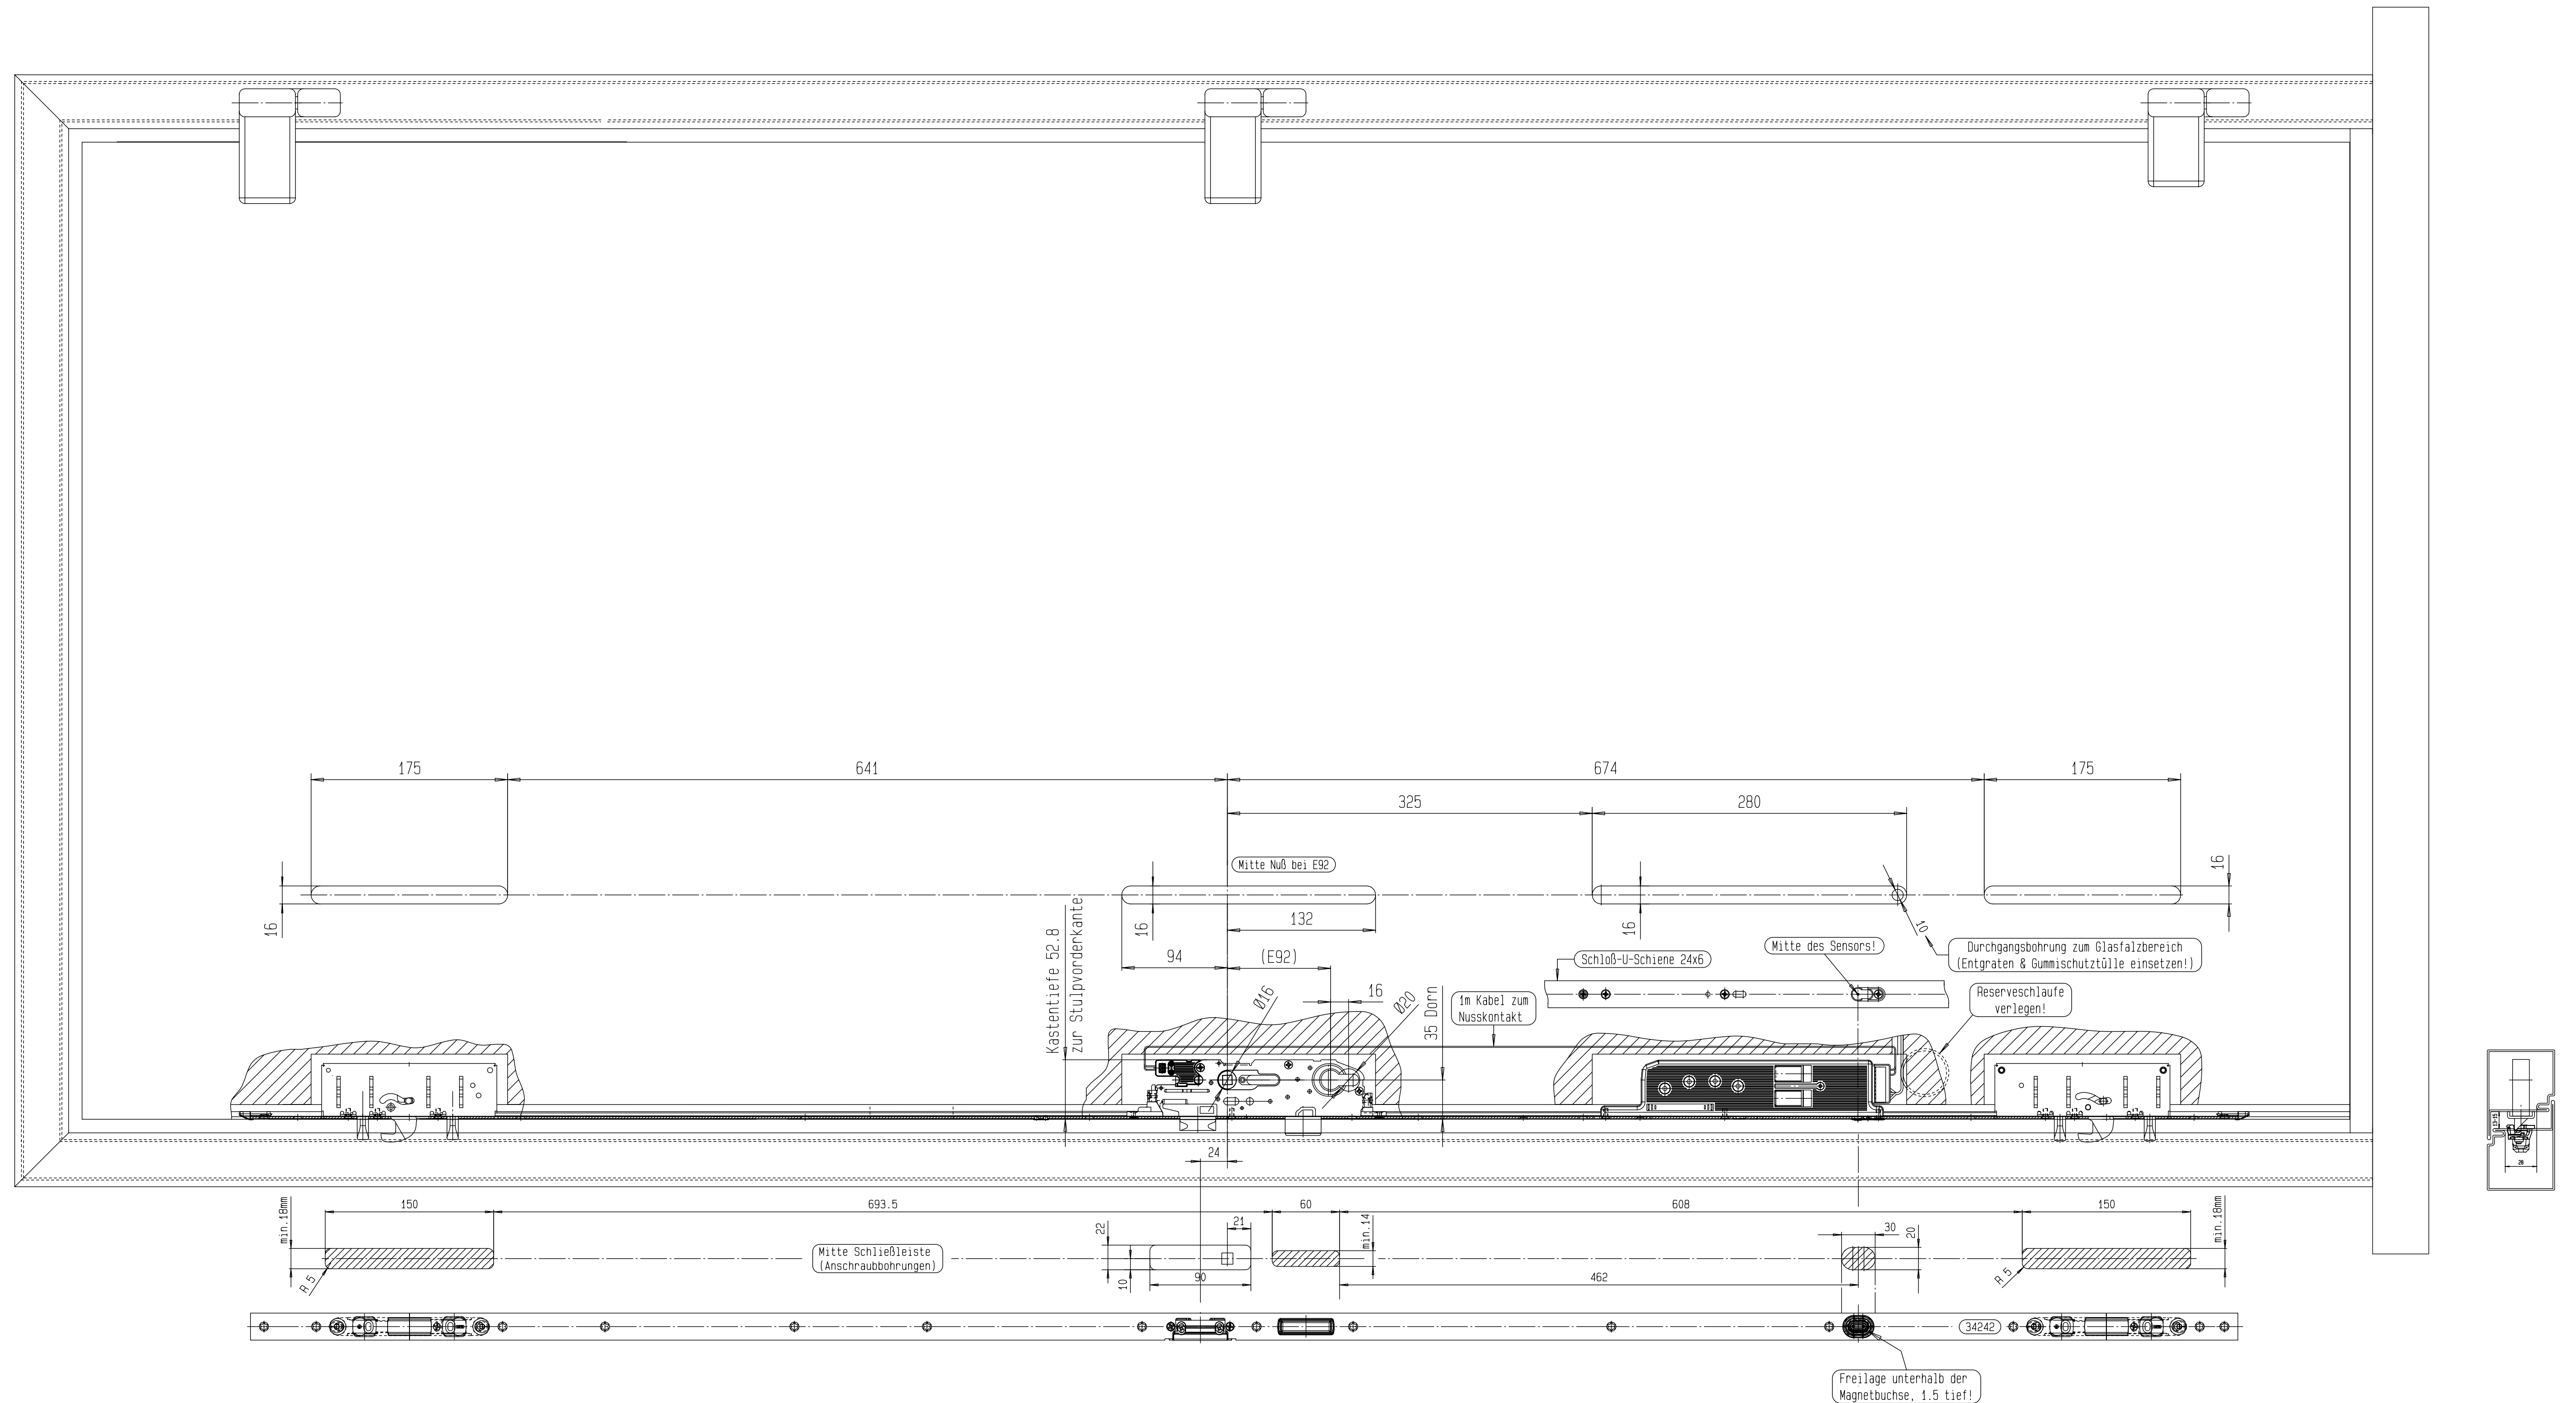 175
641
674
175
325
280
Mitte Nuß bei E92
16
16
132
16
16
10
Durchgangsbohrung zum Glasfalzbereich
(Entgraten & Gummischutztülle einsetzen!)
Mitte des Sensors!
Schloß-U-Schiene 24x6
94
(E92)
Kastentiefe 52.8
zur Stulpvorderkante
Ø16
16
Ø20
35 Dorn
1m Kabel zum
Nusskontakt
Reserveschlaufe
verlegen!
24
28
150
693.5
60
608
150
min.18mm
R 5
Mitte Schließleiste
(Anschraubbohrungen)
22
10
21
90
min.14
462
30
20
min.18mm
R 5
34242
Freilage unterhalb der
Magnetbuchse, 1.5 tief!